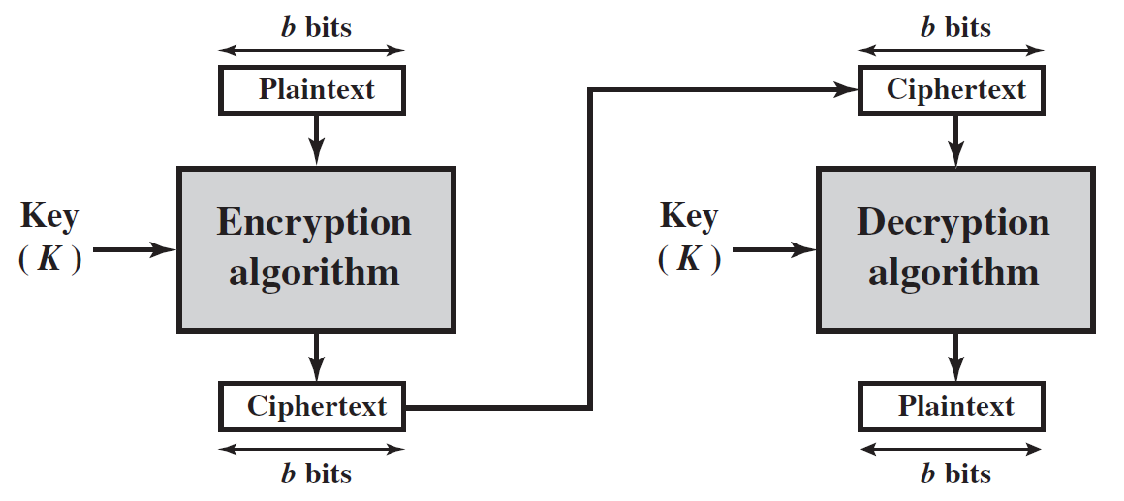 b bits
Plaintext
Key
( K )
Encryption
algorithm
Ciphertext
b bits
b bits
Ciphertext
Key
( K )
Decryption
algorithm
Plaintext
b bits